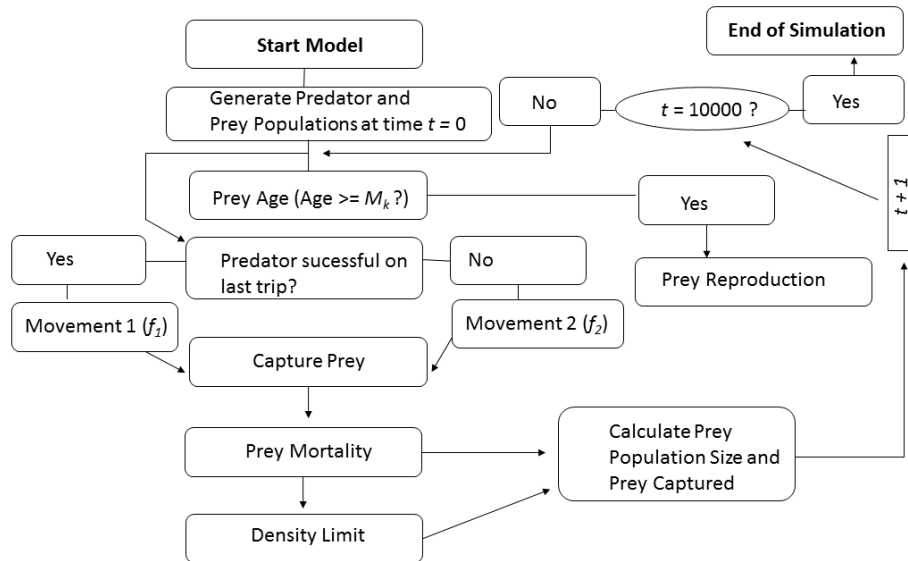 Start Model
End of Simulation
Generate Predator and
Prey Populations at time t = 0
No
t = 10000 ?
Yes
Prey Age (Age >= Mk ?)
Yes
t + 1
Yes
Predator sucessful on
last trip?
No
Prey Reproduction
Movement 1 (f1)
Movement 2 (f2)
Capture Prey
Prey Mortality
Calculate Prey
Population Size and
Prey Captured
Density Limit